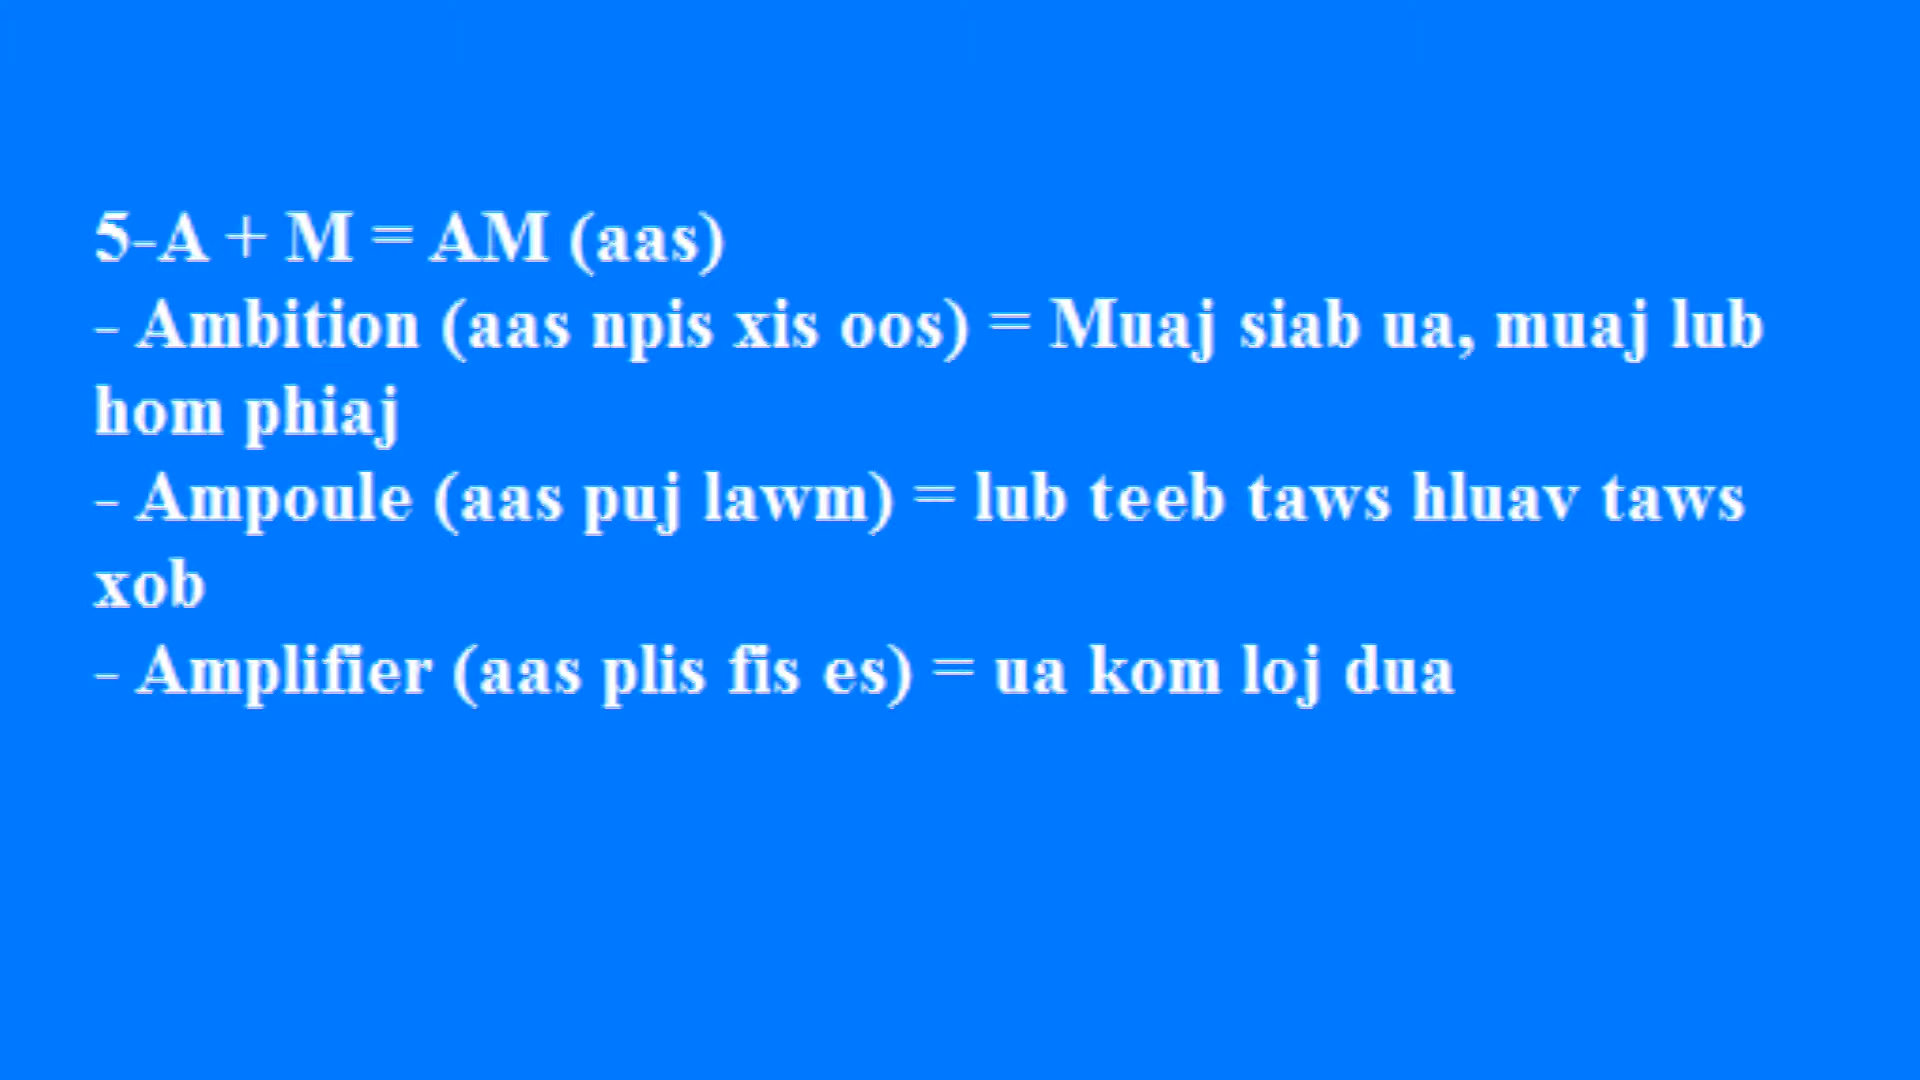 5-A + M = AM (aas)
- Ambition (aas npis xis oos) = Muaj siab ua, muaj lub
hom phiaj
- Ampoule (aas puj lawm) = lub teeb taws hluav taws
xob
- Amplifier (aas plis fis es) = ua kom loj dua